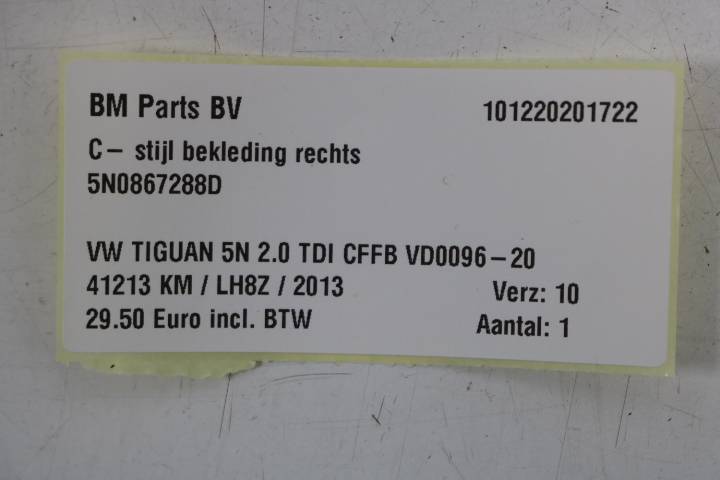 BM Parts BV 101220201722
C- stijl bekleding rechts
5N0867288D
VW TIGUAN 5N 2.0 TDI CFFB VD0096-20
41213 KM / LH8Z / 2013 Verz: 10
29.50 Euro incl. BTW Aantal: 1